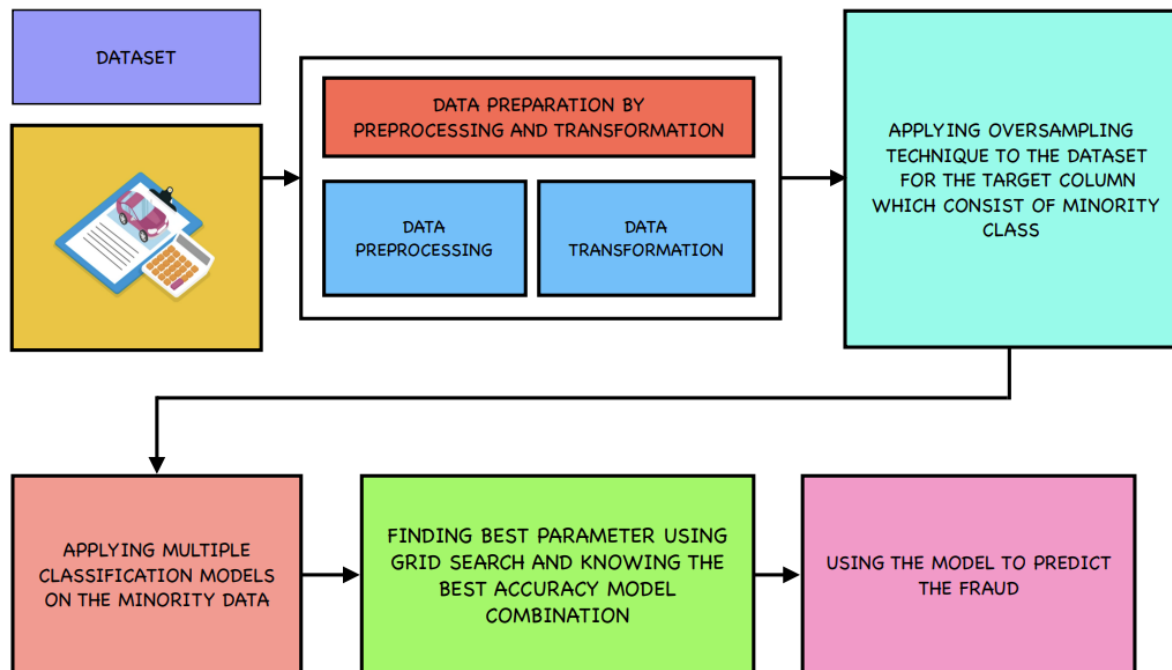 DATASET
DATA PREPARATION BY
PREPROCESSING AND TRANSFORMATION
DATA
PREPROCESSING
DATA
TRANSFORMATION
APPLYING OVERSAMPLING
TECHNIQUE TO THE DATASET
FOR THE TARGET COLUMN
WHICH CONSIST OF MINORITY
CLASS
APPLYING MULTIPLE
CLASSIFICATION MODELS
ON THE MINORITY DATA
FINDING BEST PARAMETER USING
GRID SEARCH AND KNOWING THE
BEST ACCURACY MODEL
COMBINATION
USING THE MODEL TO PREDICT
THE FRAUD